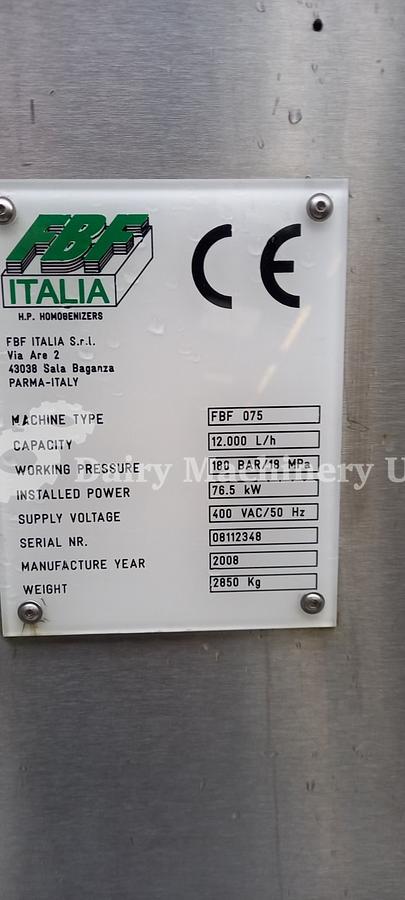 FBF
ITALIA
H.P. HOMOGENIZERS
CE
FBF ITALIA S.r.l.
Via Are 2
43038 Sala Baganza
PARMA-ITALY
MACHINE TYPE FBF 075
CAPACITY 12.000 L/h
WORKING PRESSURE 180 BAR/18 MPa
INSTALLED POWER 76.5 kW
SUPPLY VOLTAGE 400 VAC/50 Hz
SERIAL NR. 08112348
MANUFACTURE YEAR 2008
WEIGHT 2850 Kg
Dairy Machinery U